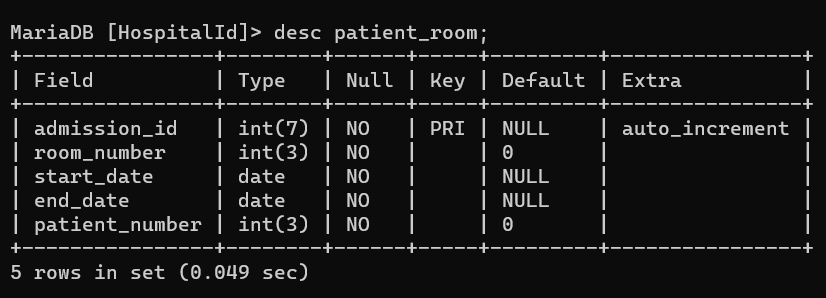 MariaDB [HospitalId]> desc patient_room;
+----------------+--------+------+-----+---------+----------------+
| Field          | Type   | Null | Key | Default | Extra          |
+----------------+--------+------+-----+---------+----------------+
| admission_id   | int(7) | NO   | PRI | NULL    | auto_increment |
| room_number    | int(3) | NO   |     | 0       |                |
| start_date     | date   | NO   |     | NULL    |                |
| end_date       | date   | NO   |     | NULL    |                |
| patient_number | int(3) | NO   |     | 0       |                |
+----------------+--------+------+-----+---------+----------------+
5 rows in set (0.049 sec)